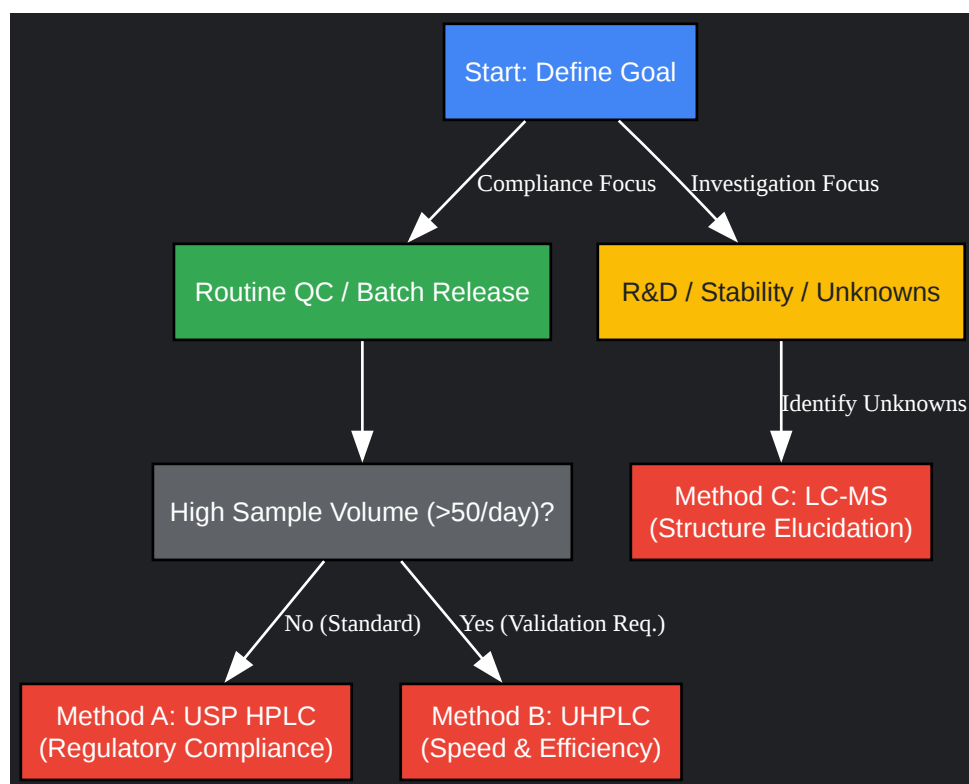 Start: Define Goal
Compliance Focus
Investigation Focus
Routine QC / Batch Release
R&D / Stability / Unknowns
Identify Unknowns
High Sample Volume (>50/day)?
Method C: LC-MS
(Structure Elucidation)
No (Standard)
Yes (Validation Req.)
Method A: USP HPLC
(Regulatory Compliance)
Method B: UHPLC
(Speed & Efficiency)